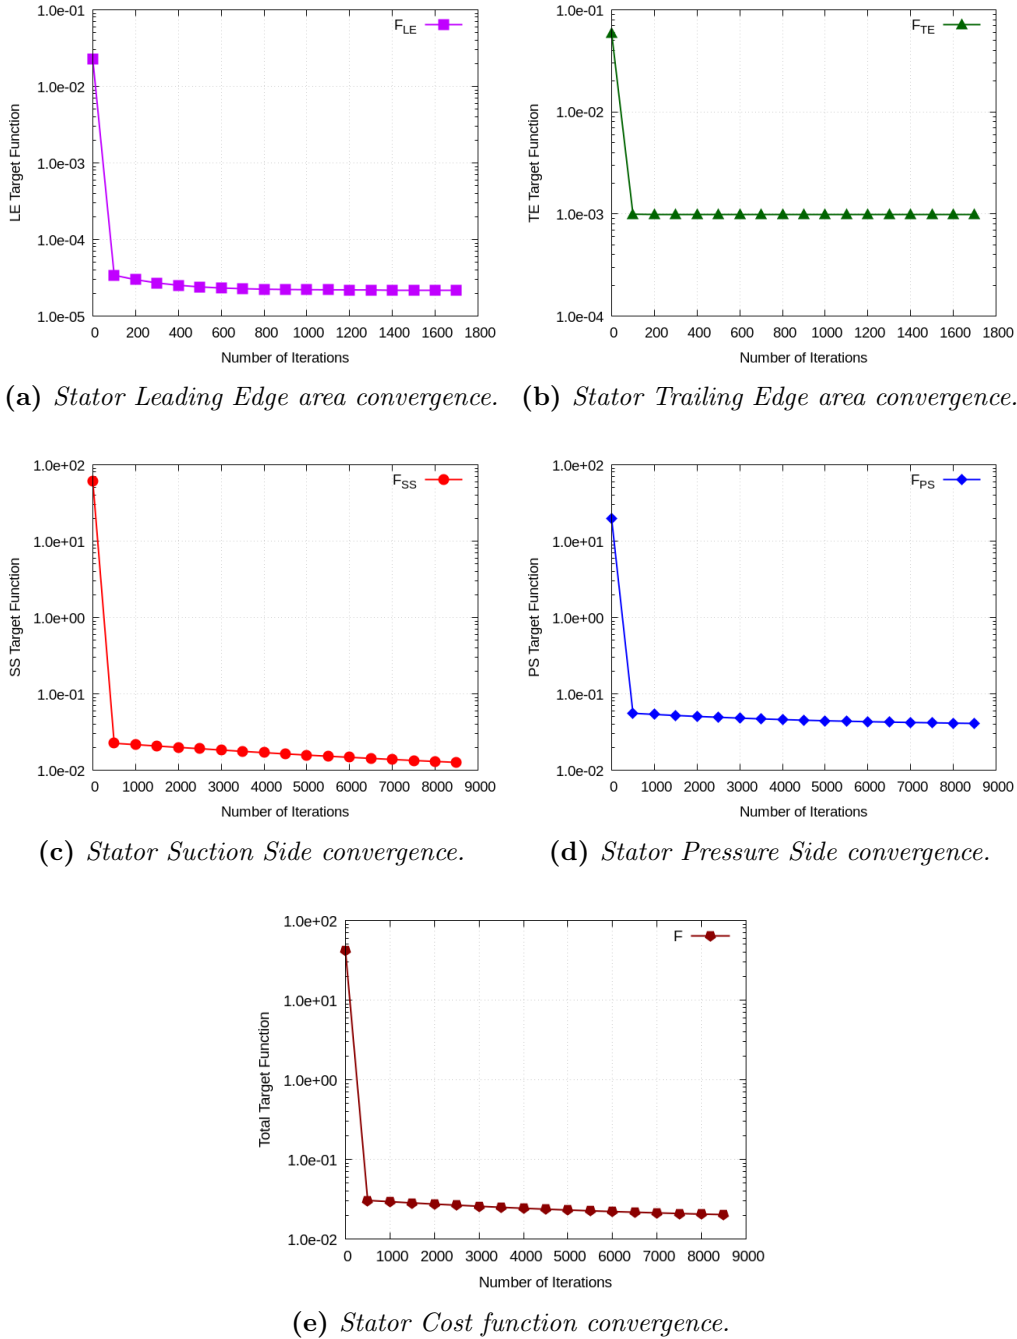 1.0e-01
1.0e-02
1.0e-03
1.0e-04
1.0e-05
LE Target Function
F_LE
0 200 400 600 800 1000 1200 1400 1600 1800
Number of Iterations
(a) Stator Leading Edge area convergence.
1.0e-01
1.0e-02
1.0e-03
1.0e-04
TE Target Function
F_TE
0 200 400 600 800 1000 1200 1400 1600 1800
Number of Iterations
(b) Stator Trailing Edge area convergence.
1.0e+02
1.0e+01
1.0e+00
1.0e-01
1.0e-02
SS Target Function
F_SS
0 1000 2000 3000 4000 5000 6000 7000 8000 9000
Number of Iterations
(c) Stator Suction Side convergence.
1.0e+02
1.0e+01
1.0e+00
1.0e-01
1.0e-02
PS Target Function
F_PS
0 1000 2000 3000 4000 5000 6000 7000 8000 9000
Number of Iterations
(d) Stator Pressure Side convergence.
1.0e+02
1.0e+01
1.0e+00
1.0e-01
1.0e-02
Total Target Function
F
0 1000 2000 3000 4000 5000 6000 7000 8000 9000
Number of Iterations
(e) Stator Cost function convergence.